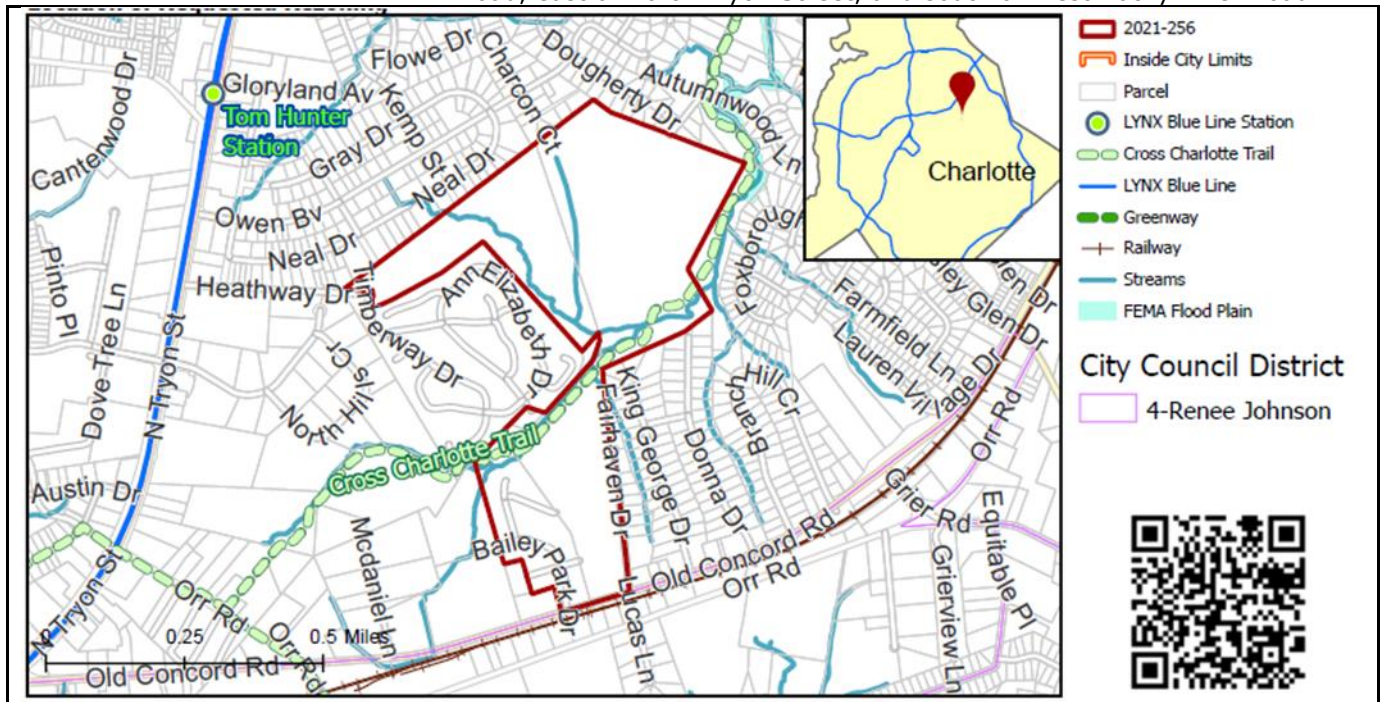 Flowe Dr
Charcon Ct
Dougherty Dr
Autumnwood Ln
Canterwood Dr
Gloryland Av
Tom Hunter
Station
Kemp St
Gray Dr
Neal Dr
Charlotte
Owen Bv
Neal Dr
Pinto Pl
Heathway Dr
Timberway Dr
Ann Elizabeth Dr
Foxborough
Farmfield Ln
Lauren Village Dr
Glen Dr
Dove Tree Ln
N Tryon St
North Hills Cr
King George Dr
Fairhaven Dr
Donna Dr
Branch Hill Cr
Orr Rd
Cross Charlotte Trail
Austin Dr
Mcdaniel Ln
Bailey Park Dr
Old Concord Rd
Orr Rd
Grier Rd
Equitable Pl
Grierview Ln
Lucas Ln
N Tryon St
Orr Rd
Orr Rd
Old Concord Rd
0 0.25 0.5 Miles
2021-256
Inside City Limits
Parcel
LYNX Blue Line Station
Cross Charlotte Trail
LYNX Blue Line
Greenway
Railway
Streams
FEMA Flood Plain
City Council District
4-Renee Johnson